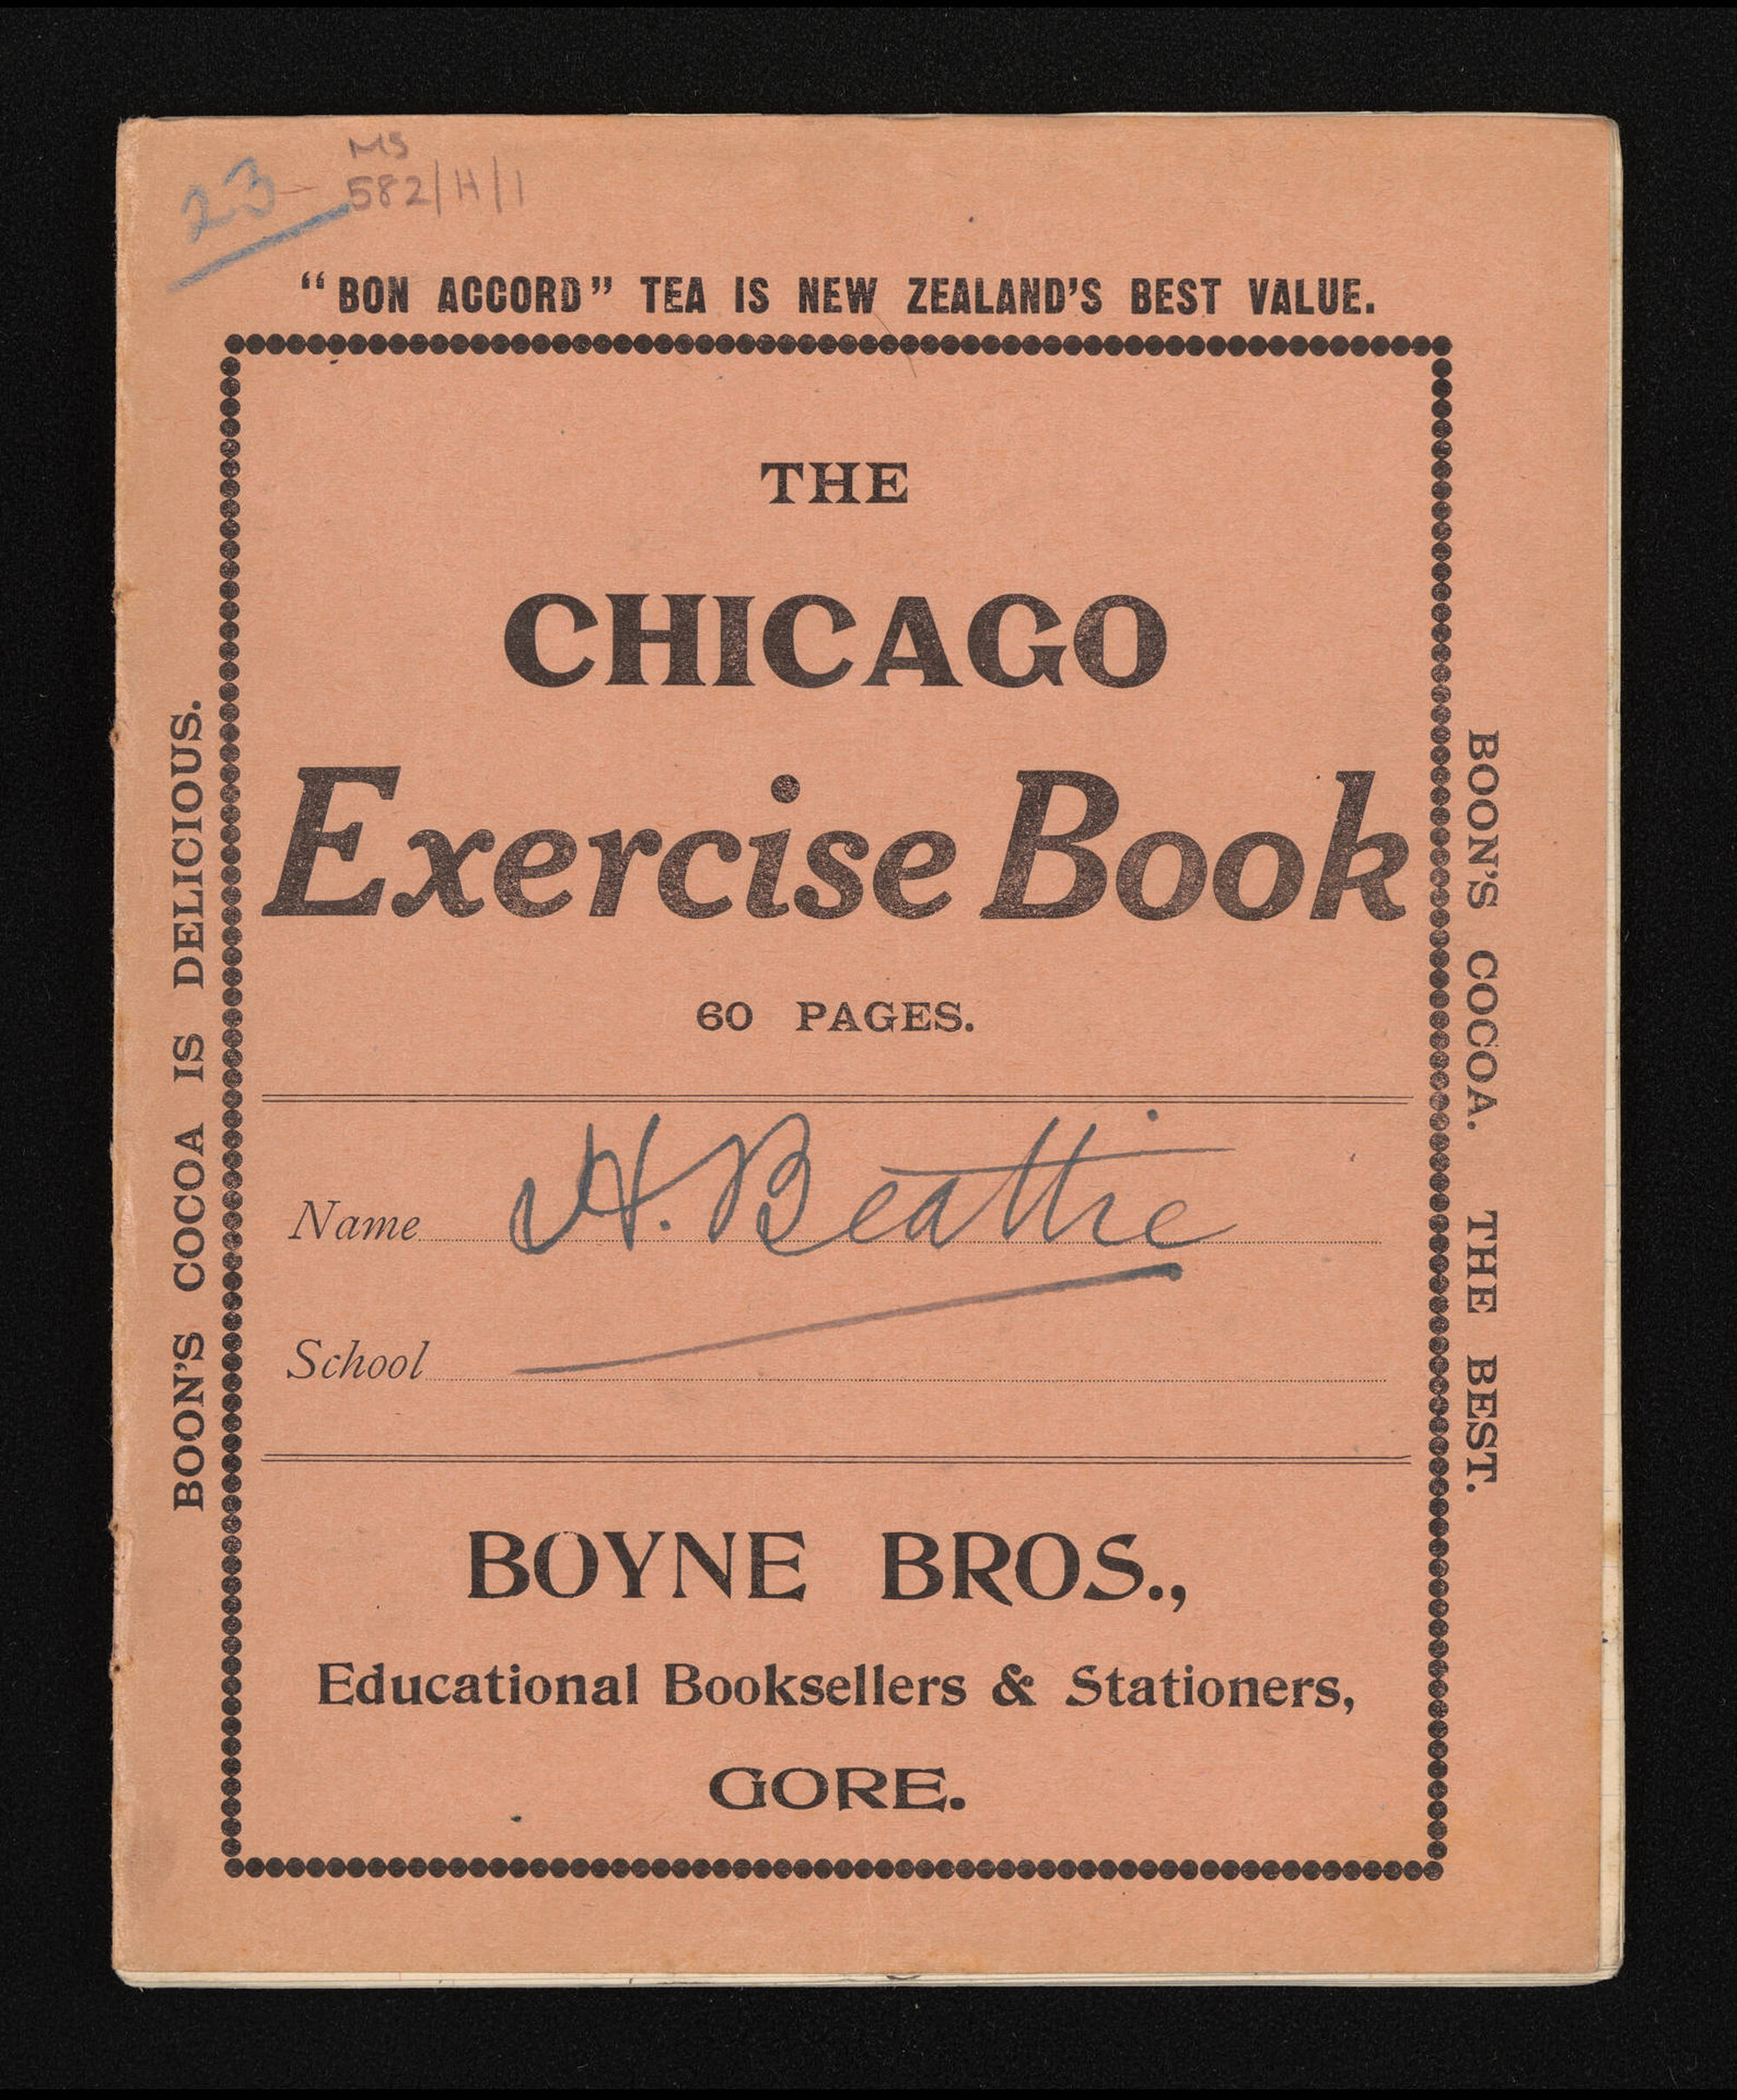 23
MS
582/H/1
"BON ACCORD" TEA IS NEW ZEALAND'S BEST VALUE.
BOON'S COCOA IS DELICIOUS.
THE
CHICAGO
Exercise Book
60 PAGES.
Name H. Beattie
School
BOYNE BROS.,
Educational Booksellers & Stationers,
GORE.
BOON'S COCOA. THE BEST.